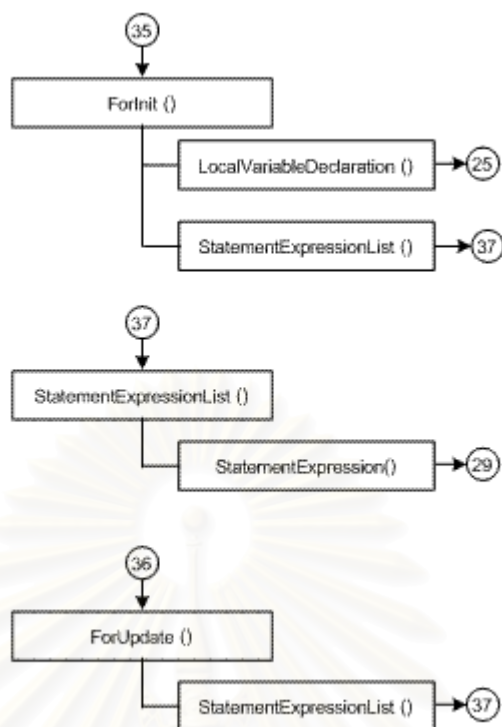 35
ForInit ()
LocalVariableDeclaration ()
25
StatementExpressionList ()
37
37
StatementExpressionList ()
StatementExpression()
29
36
ForUpdate ()
StatementExpressionList ()
37